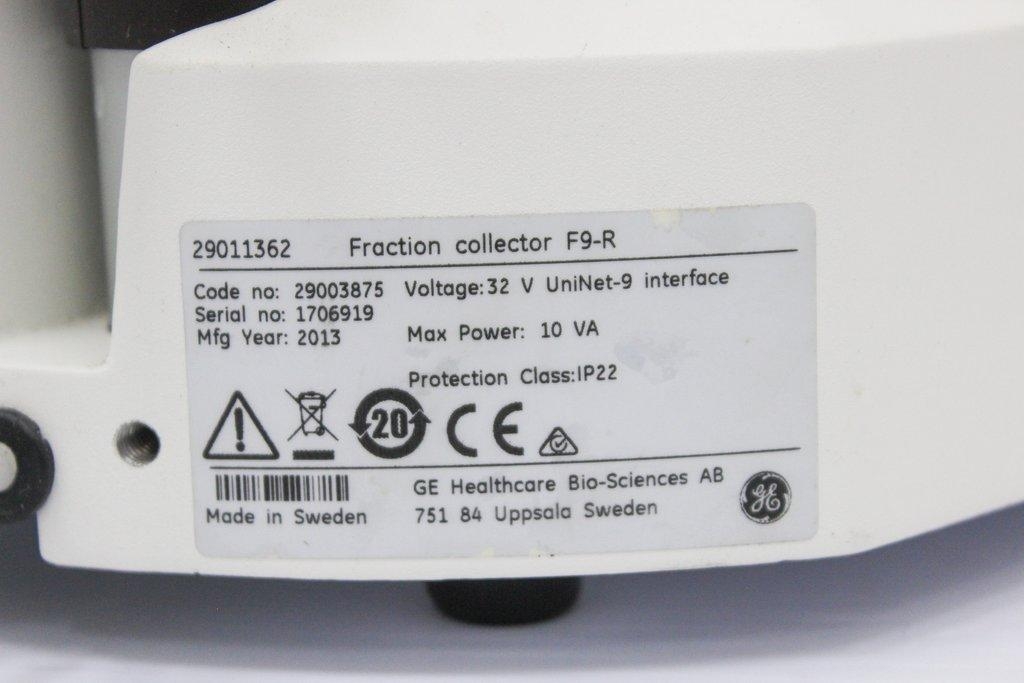 29011362 Fraction collector F9-R
Code no: 29003875 Voltage:32 V UniNet-9 interface
Serial no: 1706919
Mfg Year: 2013 Max Power: 10 VA
Protection Class:IP22
20 CE
GE Healthcare Bio-Sciences AB
Made in Sweden 751 84 Uppsala Sweden
GE